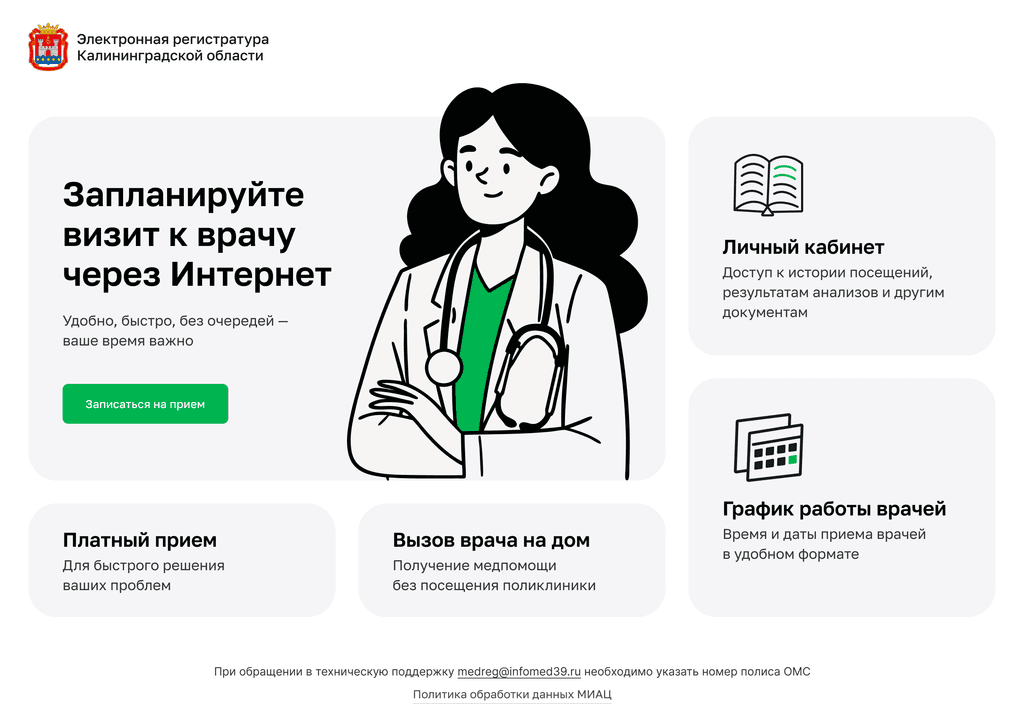 Электронная регистратура
Калининградской области
Запланируйте
визит к врачу
через Интернет
Удобно, быстро, без очередей —
ваше время важно
Записаться на прием
Личный кабинет
Доступ к истории посещений,
результатам анализов и другим
документам
График работы врачей
Время и даты приема врачей
в удобном формате
Платный прием
Для быстрого решения
ваших проблем
Вызов врача на дом
Получение медпомощи
без посещения поликлиники
При обращении в техническую поддержку medreg@infomed39.ru необходимо указать номер полиса ОМС
Политика обработки данных МИАЦ